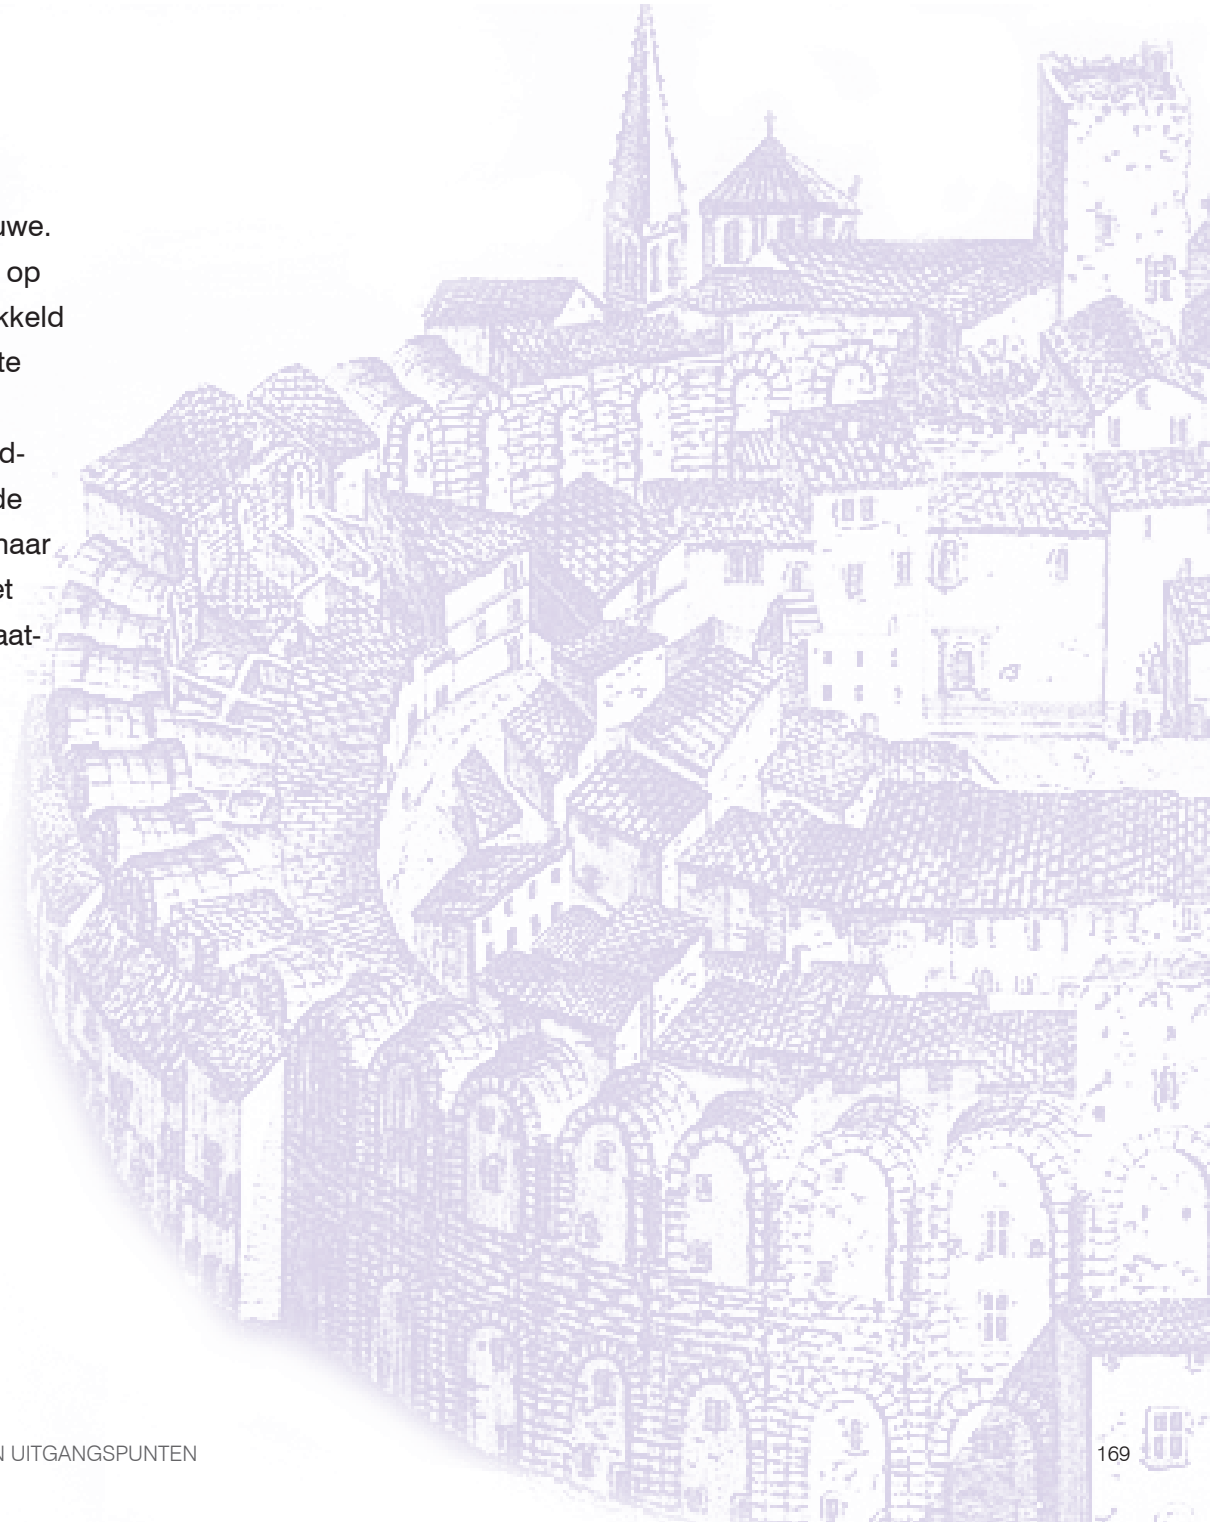 uwe.
op
kkeld
te
d-
de
naar
et
aat-
N UITGANGSPUNTEN
169